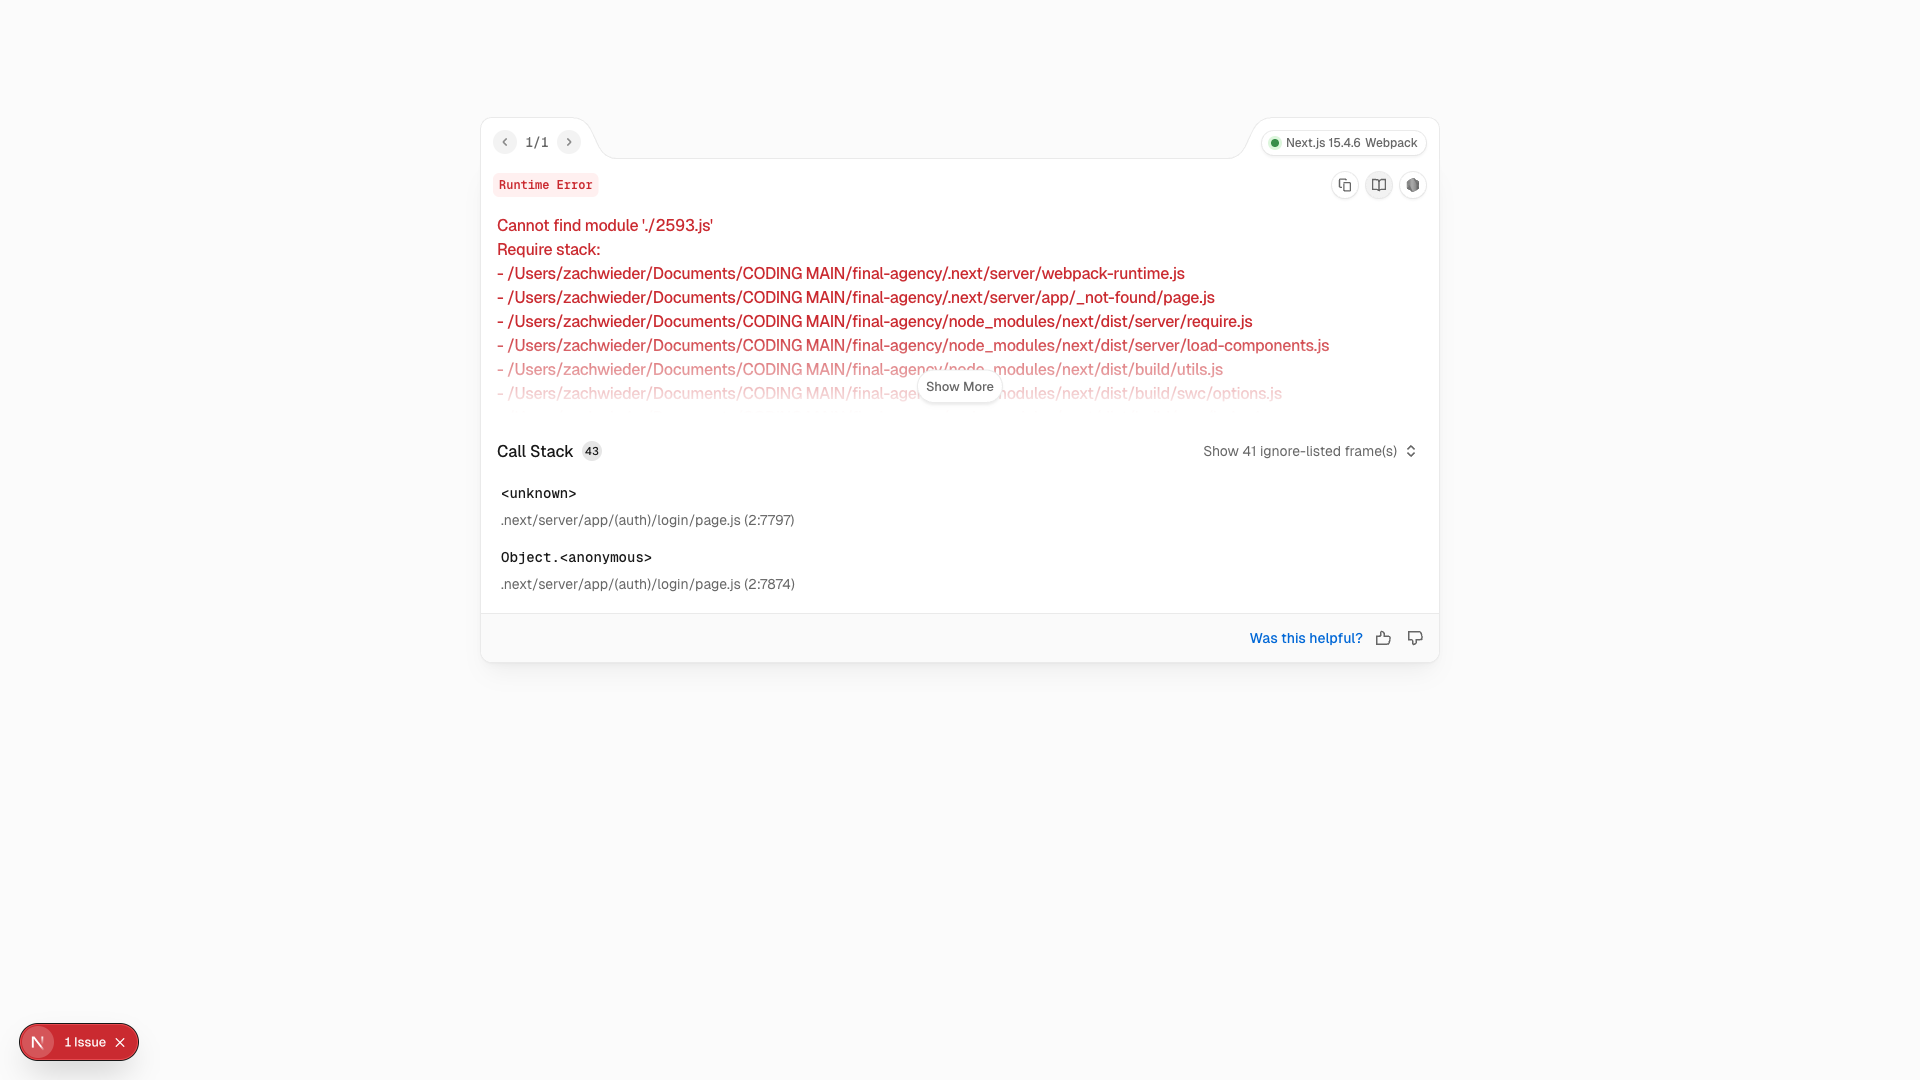 1/1
Next.js 15.4.6 Webpack
Runtime Error
Cannot find module './2593.js'
Require stack:
- /Users/zachwieder/Documents/CODING MAIN/final-agency/.next/server/webpack-runtime.js
- /Users/zachwieder/Documents/CODING MAIN/final-agency/.next/server/app/_not-found/page.js
- /Users/zachwieder/Documents/CODING MAIN/final-agency/node_modules/next/dist/server/require.js
- /Users/zachwieder/Documents/CODING MAIN/final-agency/node_modules/next/dist/server/load-components.js
- /Users/zachwieder/Documents/CODING MAIN/final-agency/node_modules/next/dist/build/utils.js
Show More
- /Users/zachwieder/Documents/CODING MAIN/final-age modules/next/dist/build/swc/options.js
Call Stack 43
Show 41 ignore-listed frame(s)
<unknown>
.next/server/app/(auth)/login/page.js (2:7797)
Object.<anonymous>
.next/server/app/(auth)/login/page.js (2:7874)
Was this helpful?
N 1 Issue